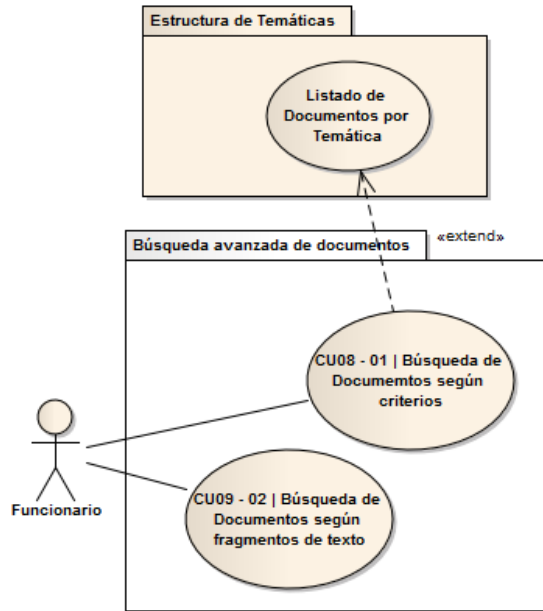 Estructura de Temáticas
Listado de
Documentos por
Temática
Búsqueda avanzada de documentos
«extend»
CU08 - 01 | Búsqueda de
Documemtos según
criterios
CU09 - 02 | Búsqueda de
Documentos según
fragmentos de texto
Funcionario